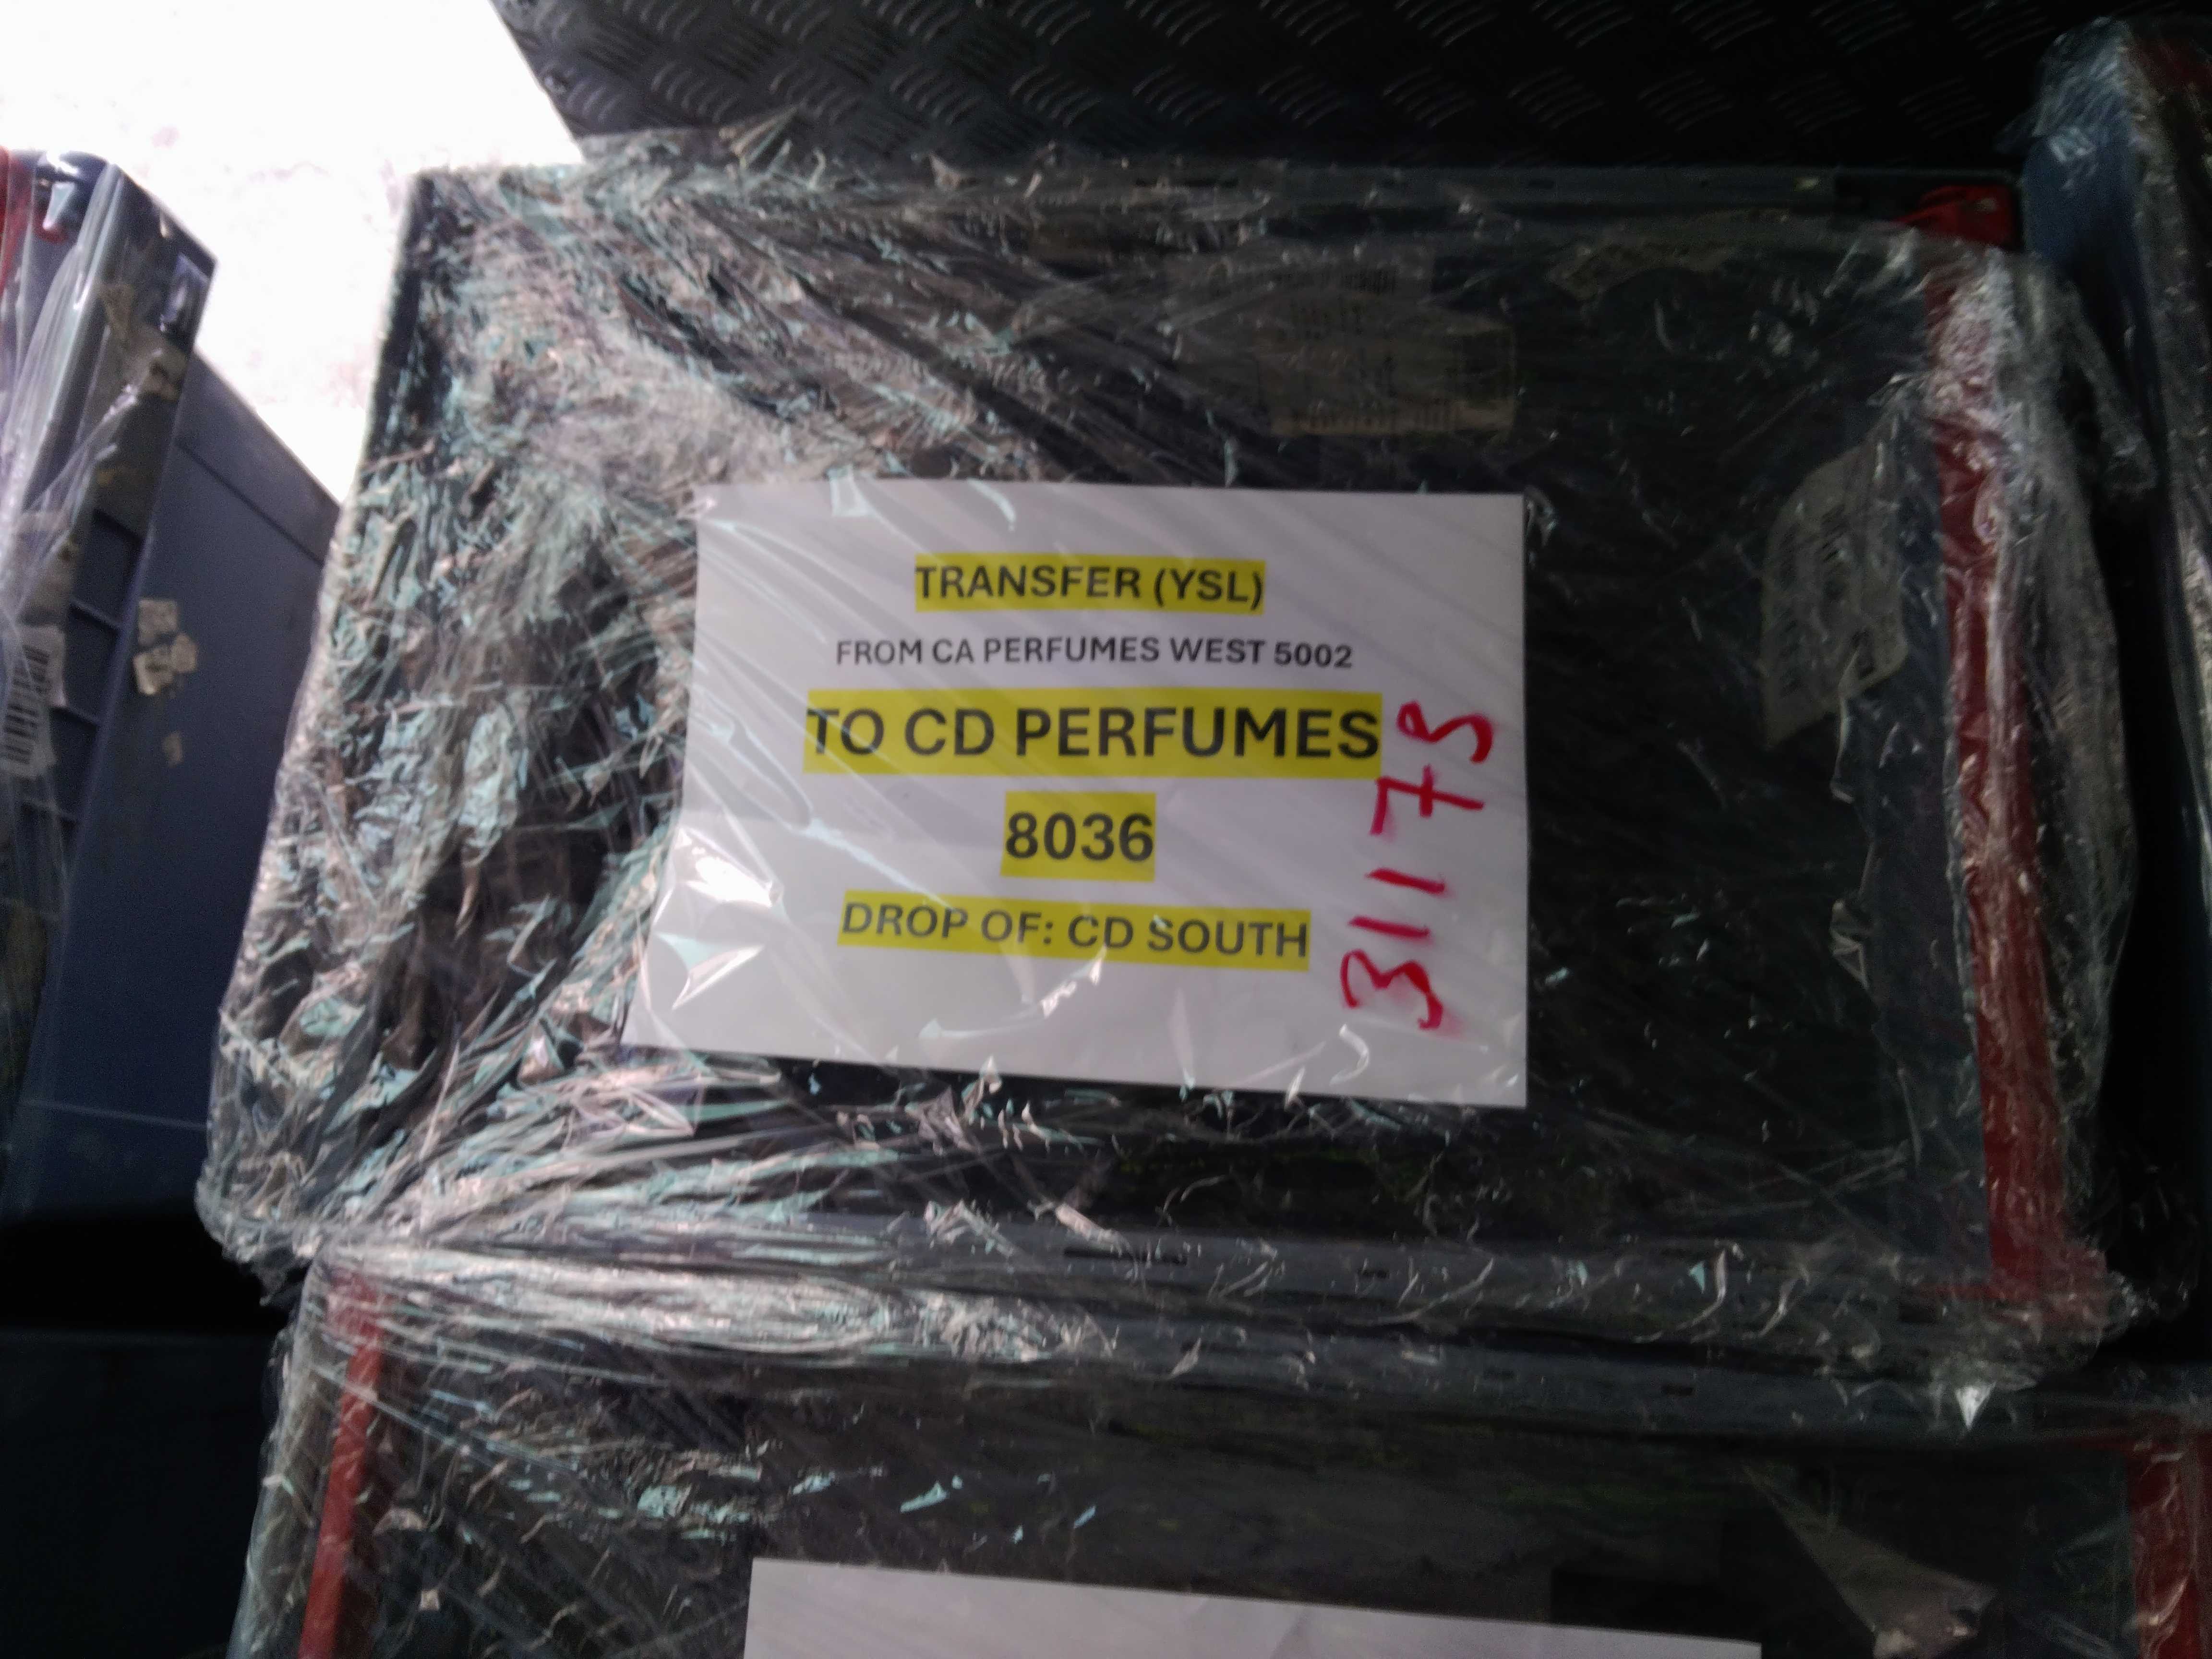 TRANSFER (YSL)
FROM CA PERFUMES WEST 5002
TO CD PERFUMES
8036
DROP OF: CD SOUTH
31173